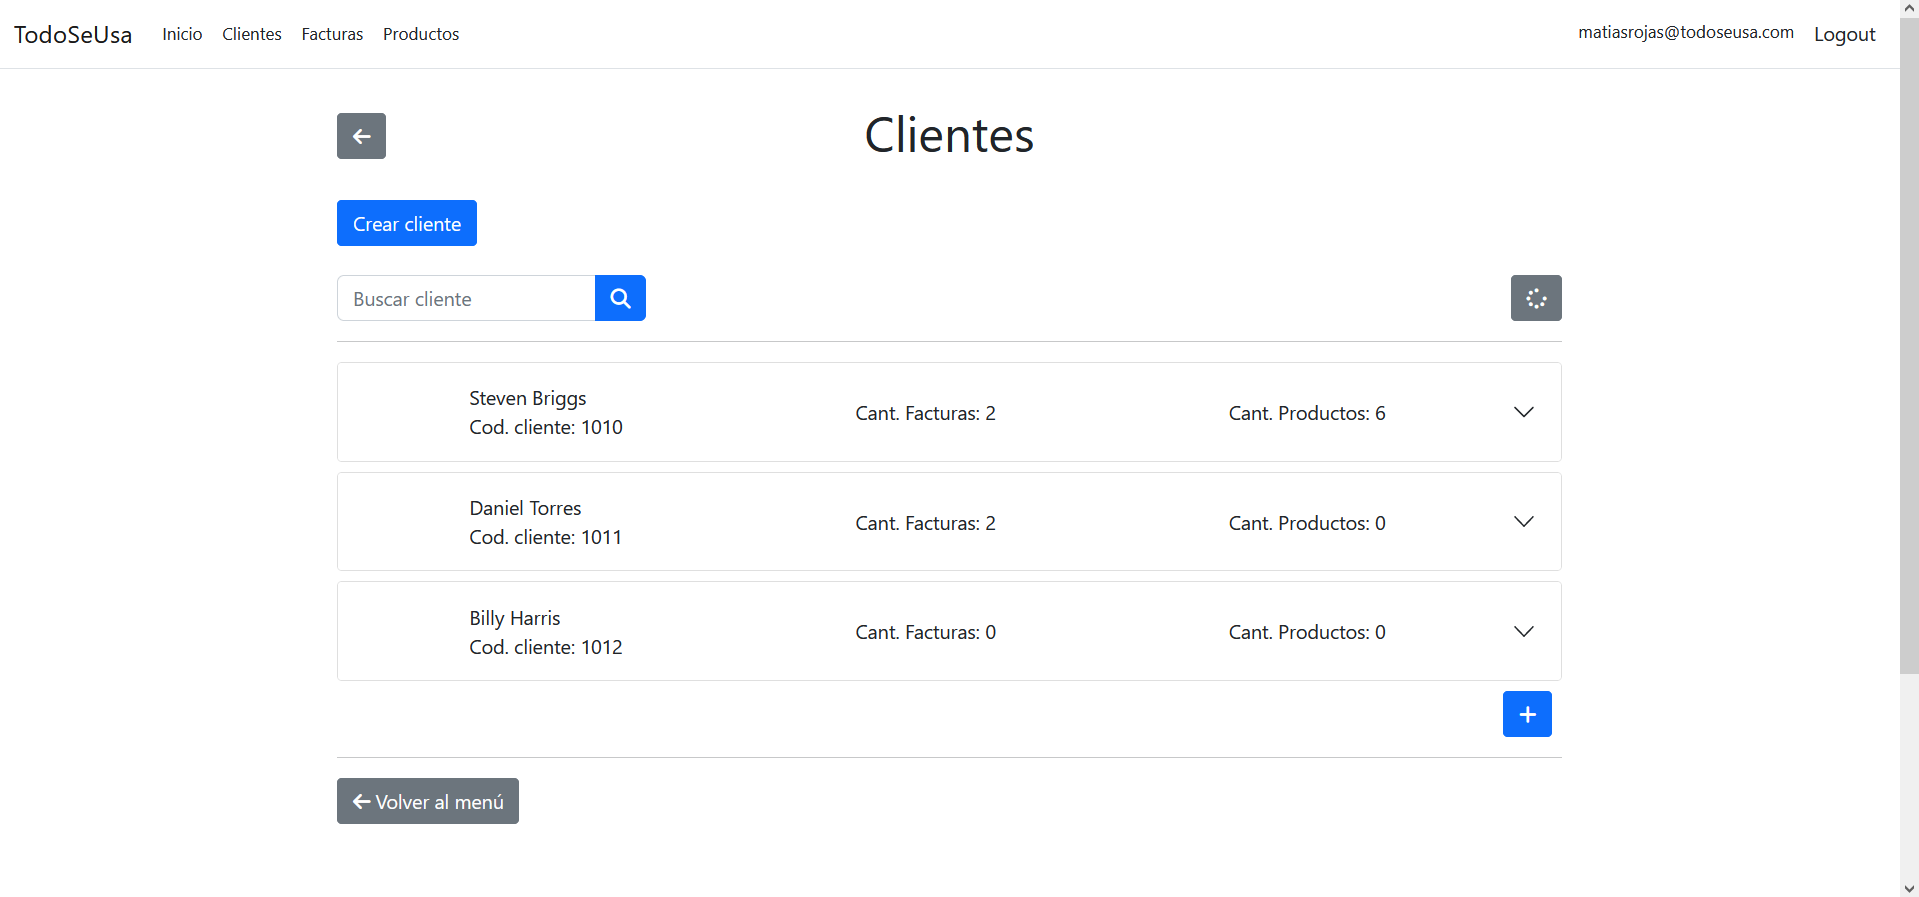 TodoSeUsa Inicio Clientes Facturas Productos matiasrojas@todoseusa.com Logout
Clientes
Crear cliente
Buscar cliente
Steven Briggs
Cod. cliente: 1010
Cant. Facturas: 2
Cant. Productos: 6
Daniel Torres
Cod. cliente: 1011
Cant. Facturas: 2
Cant. Productos: 0
Billy Harris
Cod. cliente: 1012
Cant. Facturas: 0
Cant. Productos: 0
Volver al menú